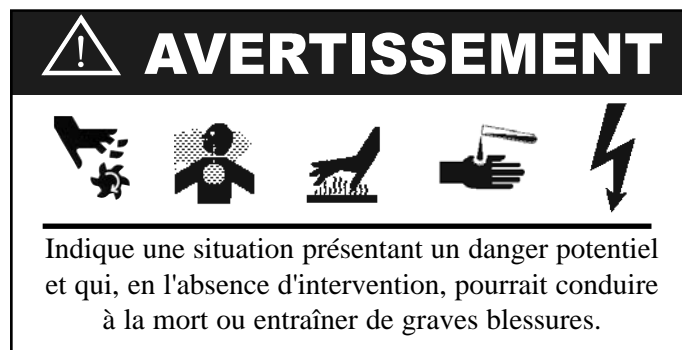 AVERTISSEMENT
Indique une situation présentant un danger potentiel
et qui, en l'absence d'intervention, pourrait conduire
à la mort ou entraîner de graves blessures.